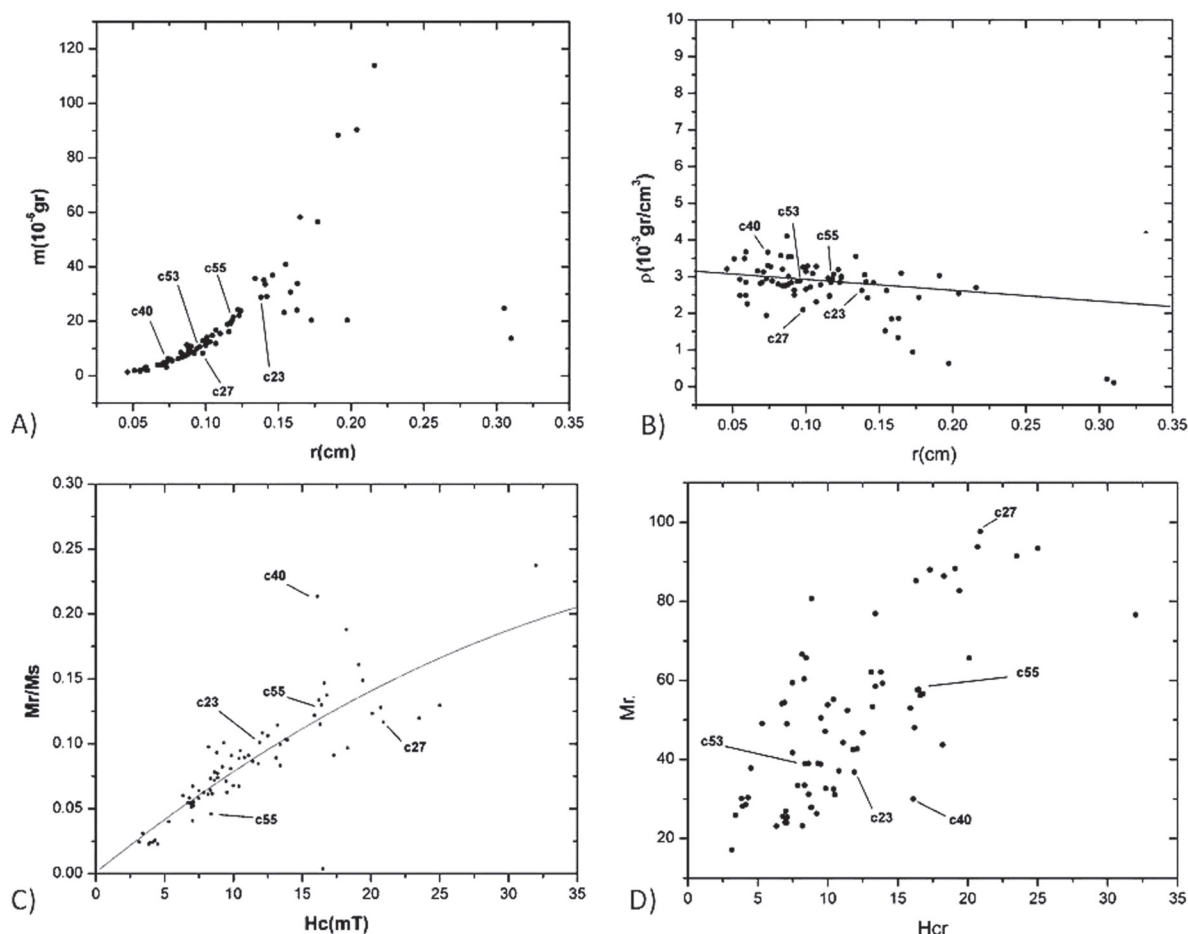 120
100
80
60
40
20
0
m(10⁻⁶gr)
c55
c53
c40
c27
c23
0.05 0.10 0.15 0.20 0.25 0.30 0.35
r(cm)
A)
10
9
8
7
6
5
4
3
2
1
0
ρ(10⁻³gr/cm³)
c53
c40
c55
c23
c27
0.05 0.10 0.15 0.20 0.25 0.30 0.35
r(cm)
B)
0.30
0.25
0.20
0.15
0.10
0.05
0.00
Mr/Ms
c40
c55
c23
c27
c55
0 5 10 15 20 25 30 35
Hc(mT)
C)
100
80
60
40
20
Mr.
c27
c55
c53
c23
c40
0 5 10 15 20 25 30 35
Hcr
D)